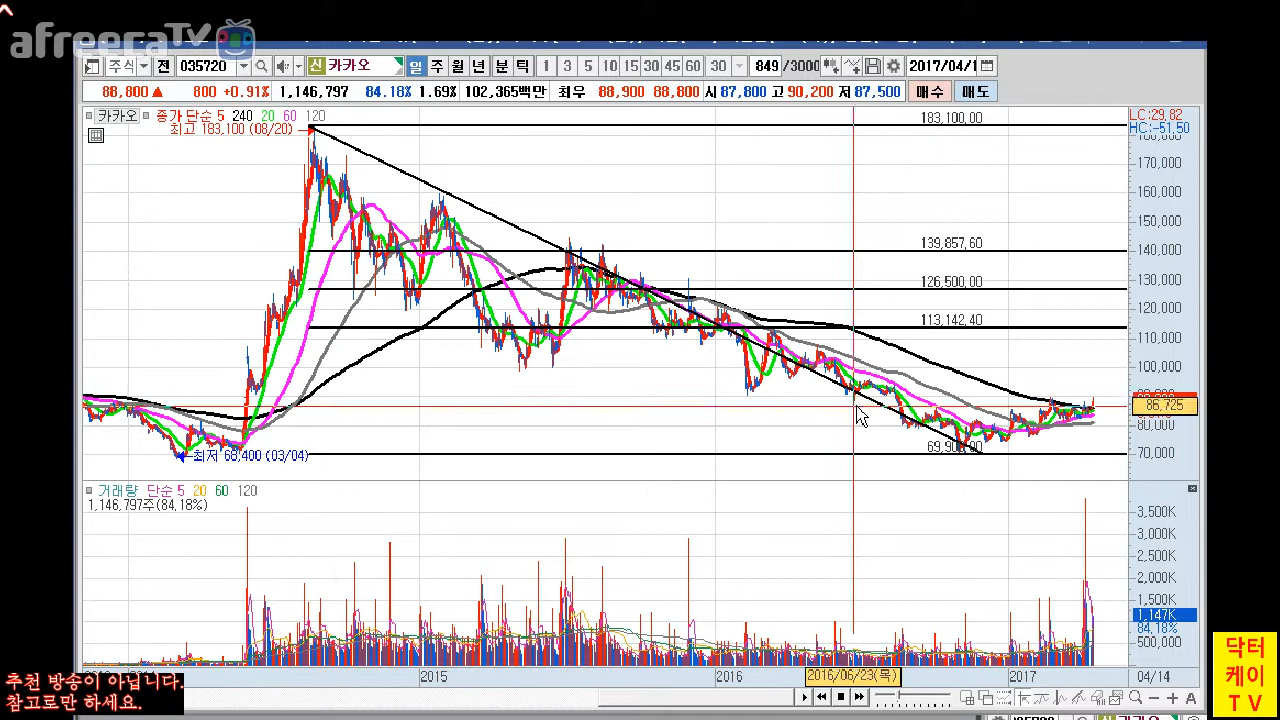 afreecaTV
주식 전 035720 신 카카오 일 주 월 년 분 틱 1 3 5 10 15 30 45 60 30 849 /3000 2017/04/1
88,800 ▲ 800 +0.91% 1,146,797 84.18% 1.69% 102,365백만 최우 88,900 88,800 시 87,800 고 90,200 저 87,500 매수 매도
카카오 종가 단순 5 240 20 60 120
183,100,00
LC:29.82
최고 183,100 (08/20)
HC:-51.50
180,000
170,000
160,000
150,000
139,857,60
140,000
126,500,00
130,000
113,142,40
120,000
110,000
100,000
86,725
80,000
69,900,00
최저 68,400 (03/04)
70,000
거래량 단순 5 20 60 120
1,146,797주(84.18%)
3,500K
3,000K
2,500K
2,000K
1,500K
1,147K
84.18%
500,000
2015 2016 2016/06/23(목) 2017 04/14
추천 방송이 아닙니다.
참고로만 하세요.
닥터
케이
TV